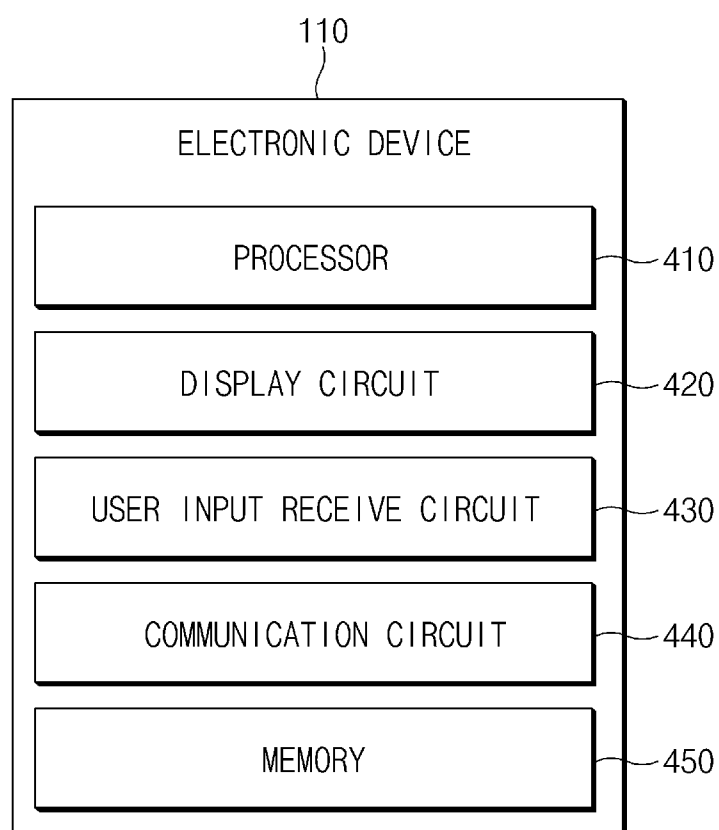 110
ELECTRONIC DEVICE
PROCESSOR
410
DISPLAY CIRCUIT
420
USER INPUT RECEIVE CIRCUIT
430
COMMUNICATION CIRCUIT
440
MEMORY
450